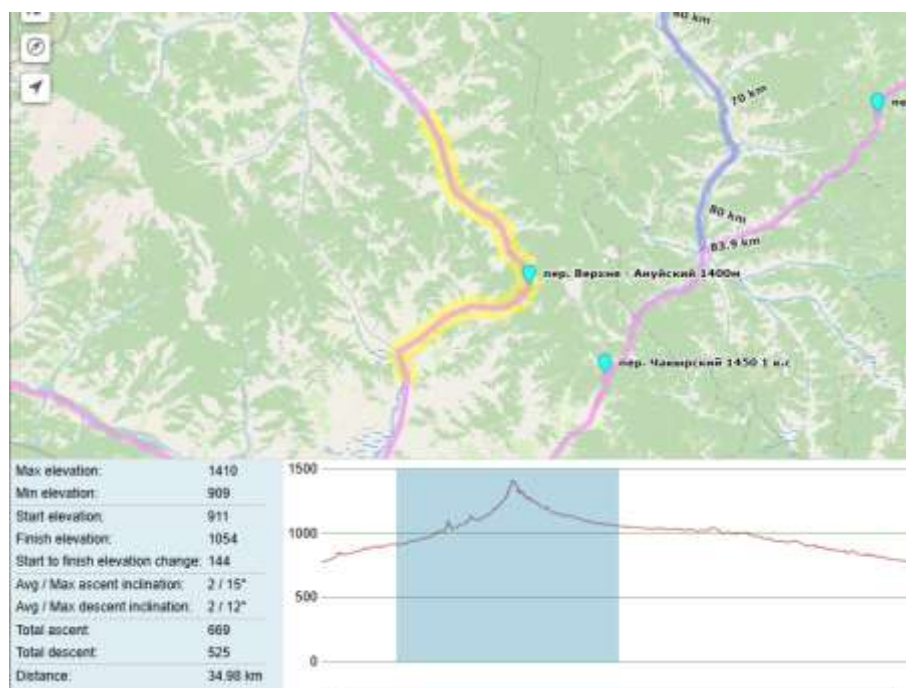 60 km
70 km
80 km
83.9 km
пе
пер. Верхне - Ануйский 1400м
пер. Чакырский 1450 1 к.с
Max elevation: 1410
Min elevation: 909
Start elevation: 911
Finish elevation: 1054
Start to finish elevation change: 144
Avg / Max ascent inclination: 2 / 15°
Avg / Max descent inclination: 2 / 12°
Total ascent: 669
Total descent: 525
Distance: 34.98 km
1500
1000
500
0